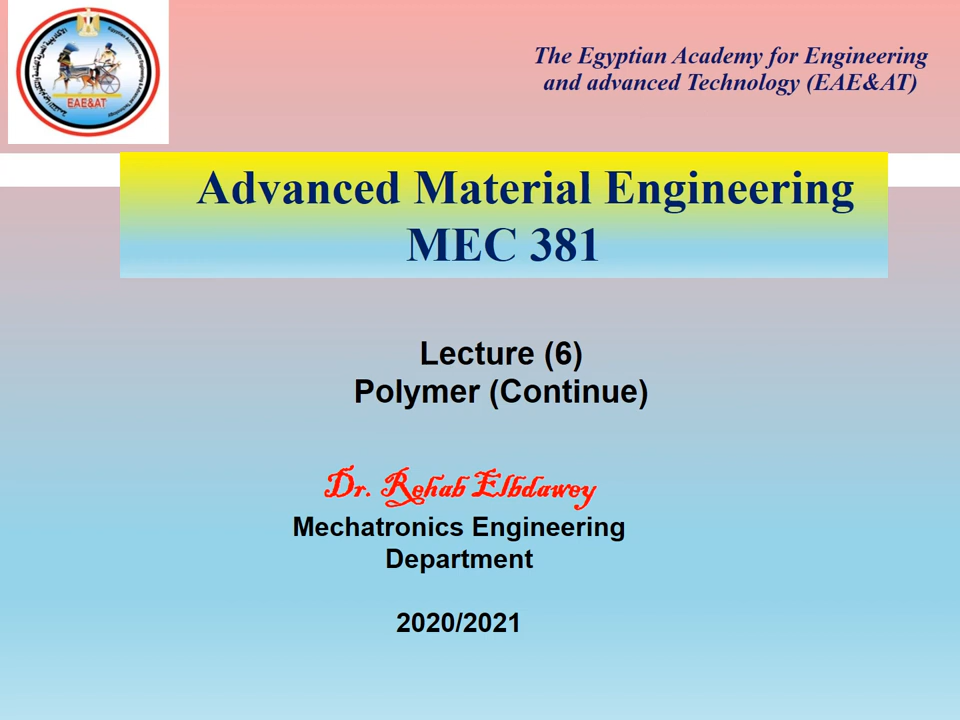 EAE&AT
The Egyptian Academy for Engineering
and advanced Technology (EAE&AT)
Advanced Material Engineering
MEC 381
Lecture (6)
Polymer (Continue)
Dr. Rehab Elbdawey
Mechatronics Engineering
Department
2020/2021